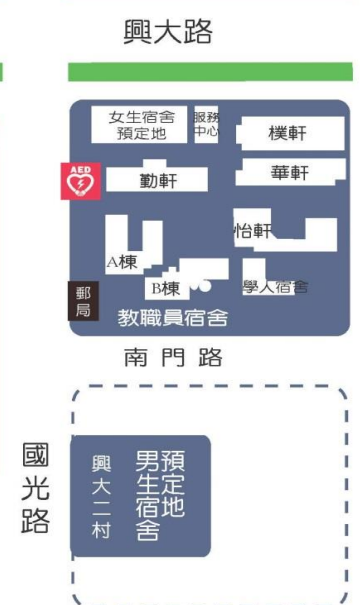 興大路
女生宿舍
預定地
服務
中心
樸軒
AED
勤軒
華軒
怡軒
A棟
B棟
學人宿舍
郵局
教職員宿舍
南門路
國光路
興大二村
預定地
男生宿舍